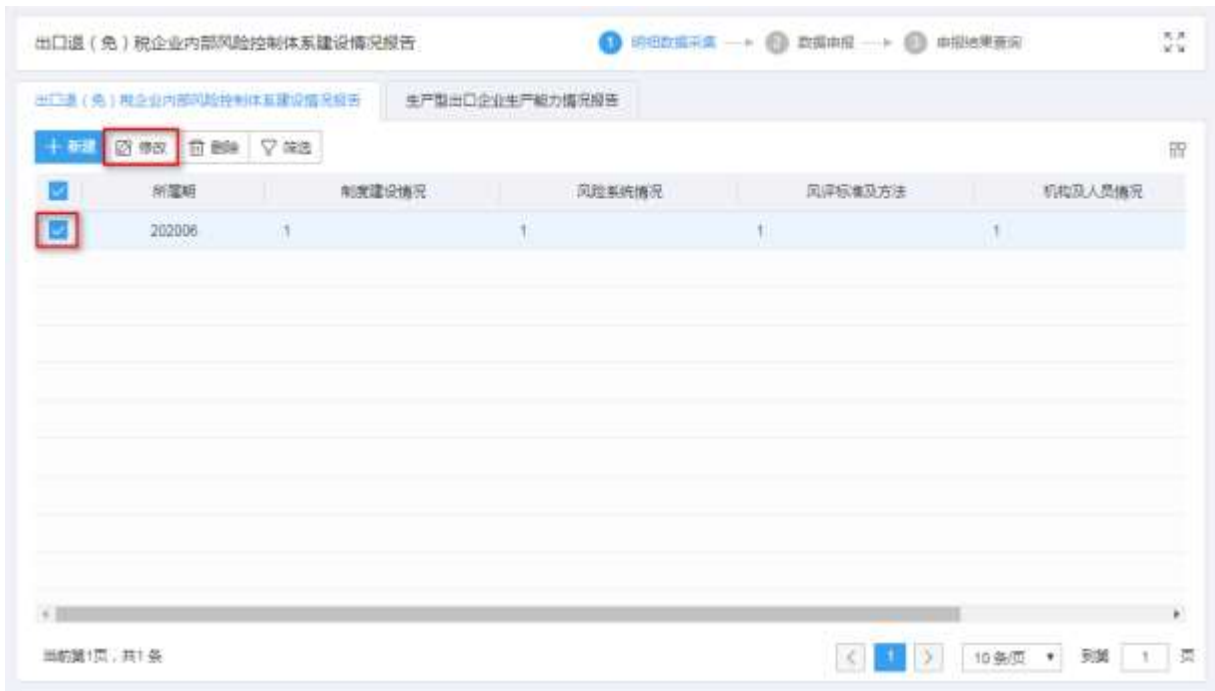 出口退（免）税企业内部风险控制体系建设情况报告 1 明细数据采集 2 数据申报 3 申报结果查询
出口退（免）税企业内部风险控制体系建设情况报告 生产型出口企业生产能力情况报告
新建 修改 删除 筛选
所属期 制度建设情况 风险系统情况 风评标准及方法 机构及人员情况
202006 1 1 1 1
当前第1页，共1条 1 10条/页 到第 1 页